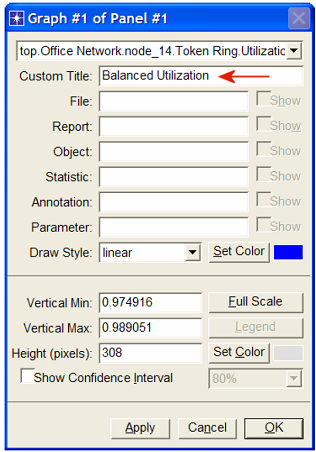 Graph #1 of Panel #1
top.Office Network.node_14.Token Ring.Utilizatic
Custom Title: Balanced Utilization
File: Show
Report: Show
Object: Show
Statistic: Show
Annotation: Show
Parameter: Show
Draw Style: linear Set Color
Vertical Min: 0.974916 Full Scale
Vertical Max: 0.989051 Legend
Height (pixels): 308 Set Color
Show Confidence Interval 80%
Apply Cancel OK